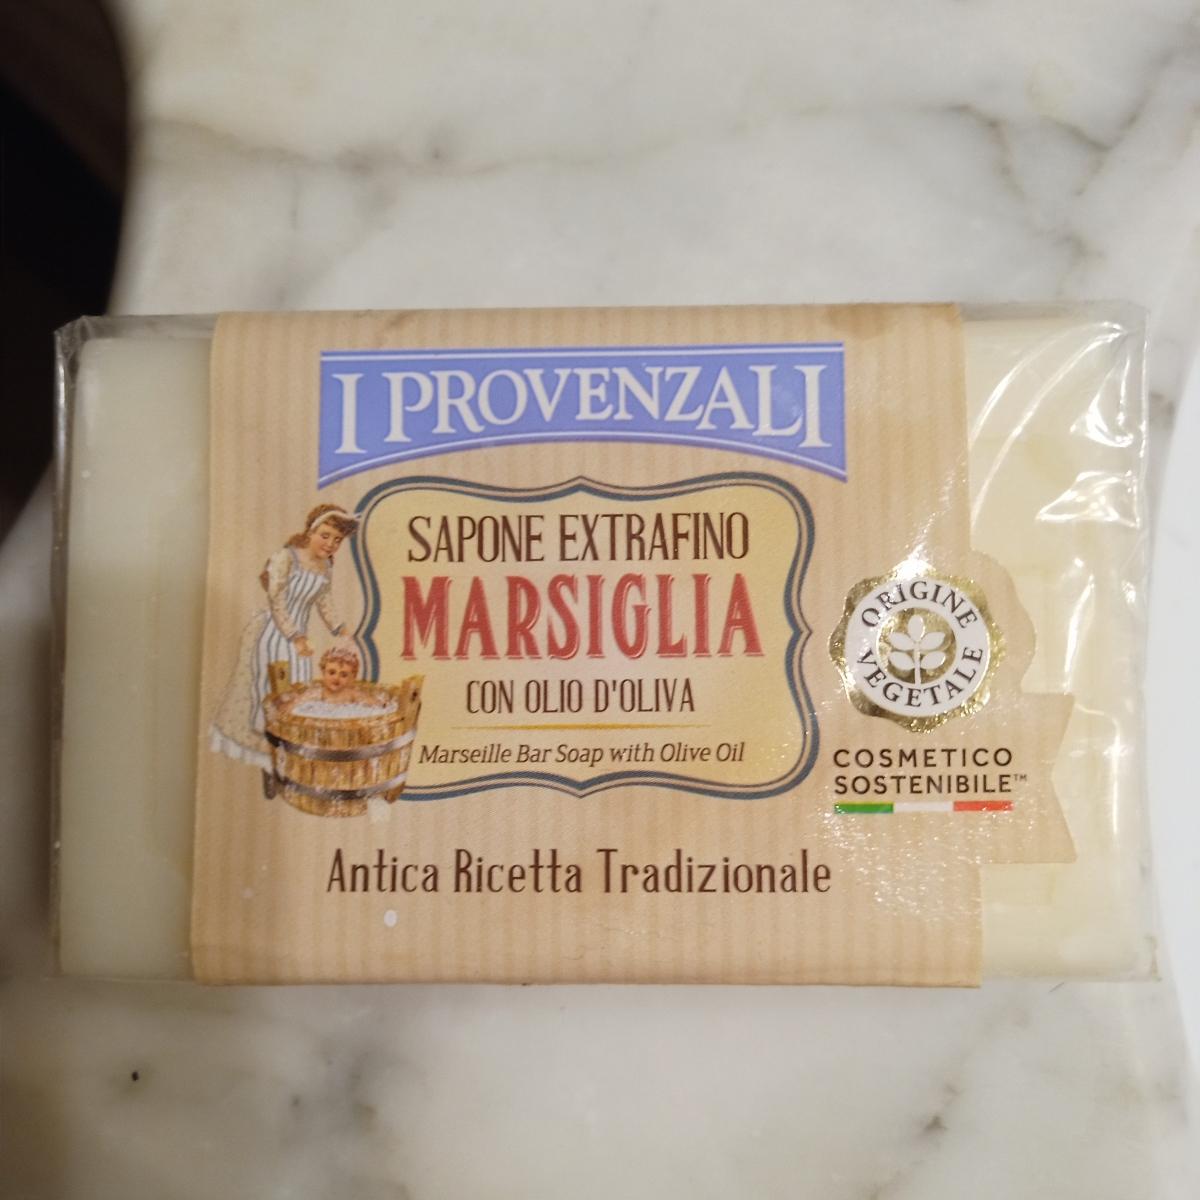 I PROVENZALI
SAPONE EXTRAFINO
MARSIGLIA
CON OLIO D'OLIVA
Marseille Bar Soap with Olive Oil
ORIGINE
VEGETALE
COSMETICO
SOSTENIBILE™
Antica Ricetta Tradizionale